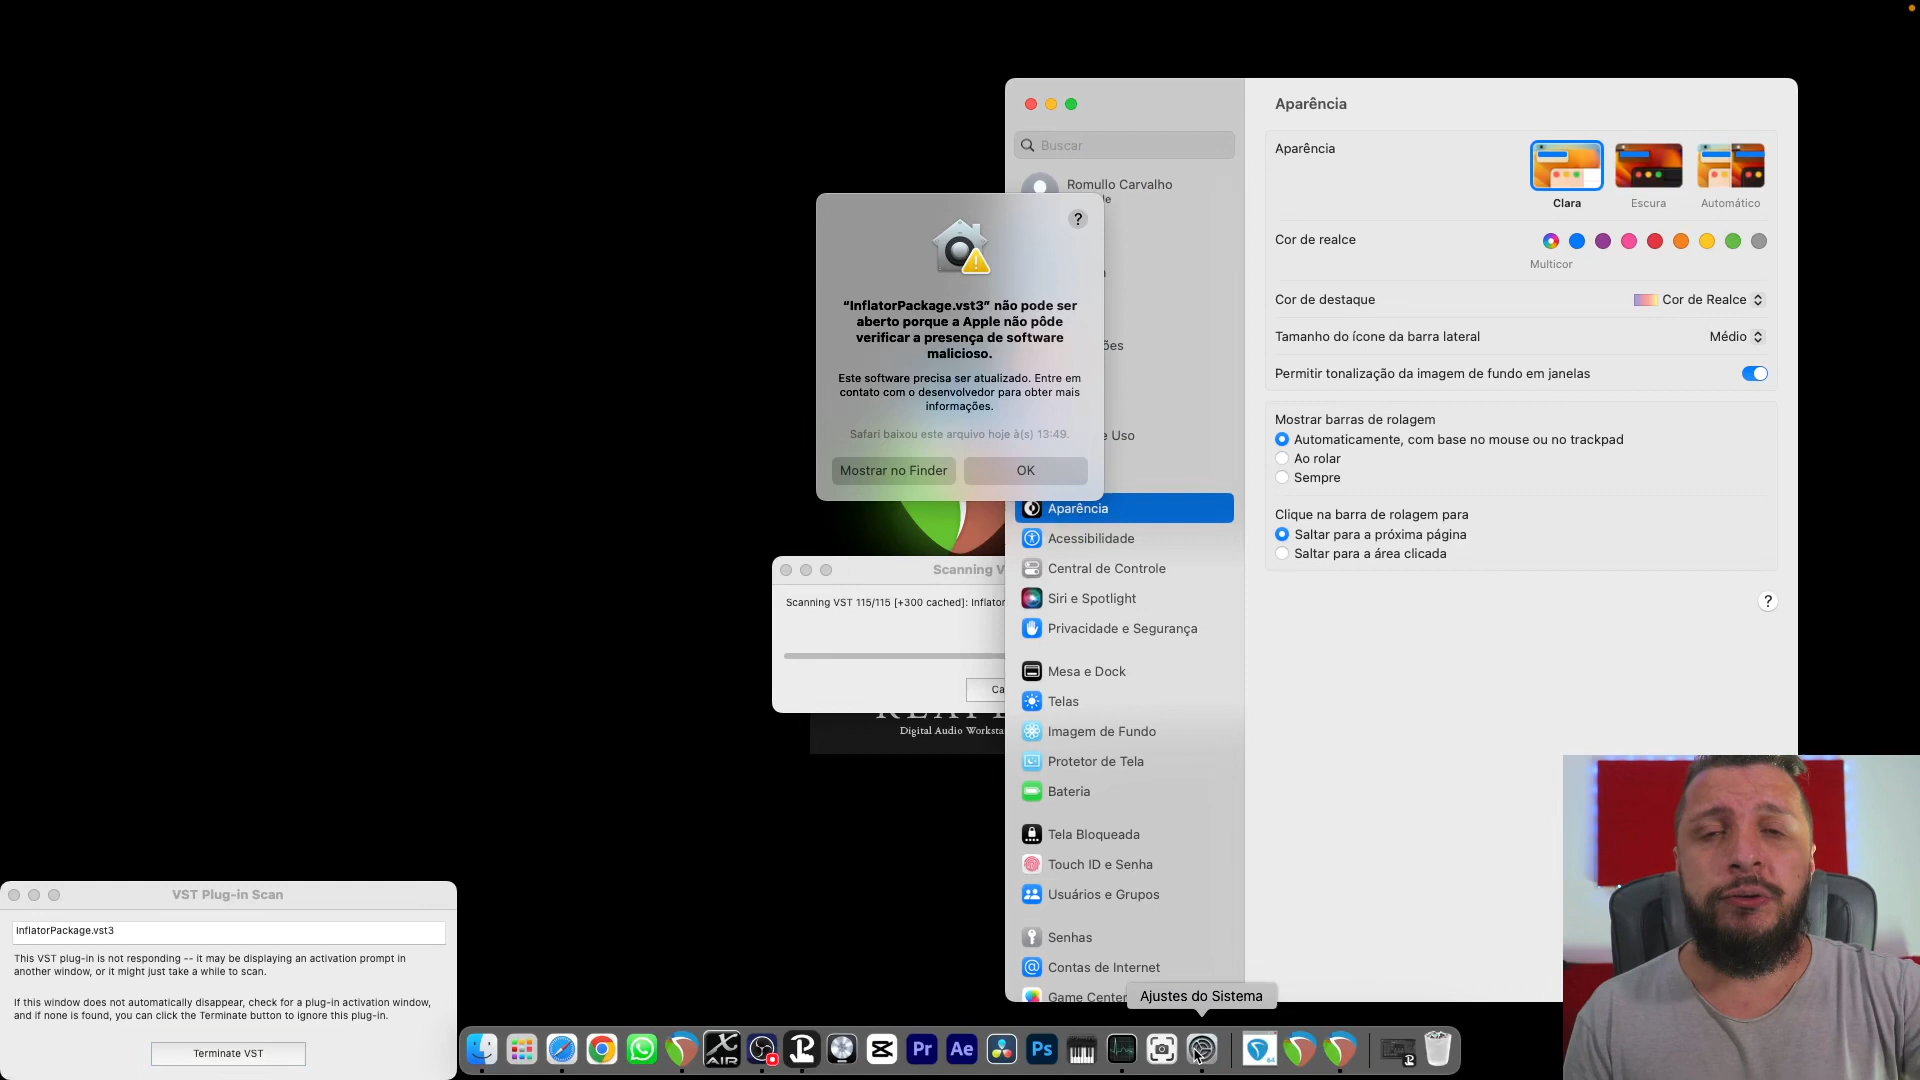 Aparência
Buscar
Romullo Carvalho
Aparência
Clara
Escura
Automático
Cor de realce
Multicor
Cor de destaque
Cor de Realce
Tamanho do ícone da barra lateral
Médio
Permitir tonalização da imagem de fundo em janelas
Mostrar barras de rolagem
Automaticamente, com base no mouse ou no trackpad
Ao rolar
Sempre
Clique na barra de rolagem para
Saltar para a próxima página
Saltar para a área clicada
?
?
“InflatorPackage.vst3” não pode ser
aberto porque a Apple não pôde
verificar a presença de software
malicioso.
Este software precisa ser atualizado. Entre em
contato com o desenvolvedor para obter mais
informações.
Safari baixou este arquivo hoje à(s) 13:49.
Mostrar no Finder
OK
ões
e Uso
Aparência
Acessibilidade
Central de Controle
Siri e Spotlight
Privacidade e Segurança
Mesa e Dock
Telas
Imagem de Fundo
Protetor de Tela
Bateria
Tela Bloqueada
Touch ID e Senha
Usuários e Grupos
Senhas
Contas de Internet
Game Center
Ajustes do Sistema
Scanning V
Scanning VST 115/115 [+300 cached]: Inflator
Ca
Digital Audio Worksta
VST Plug-in Scan
InflatorPackage.vst3
This VST plug-in is not responding -- it may be displaying an activation prompt in
another window, or it might just take a while to scan.
If this window does not automatically disappear, check for a plug-in activation window,
and if none is found, you can click the Terminate button to ignore this plug-in.
Terminate VST
X
AIR
Pr
Ae
Ps